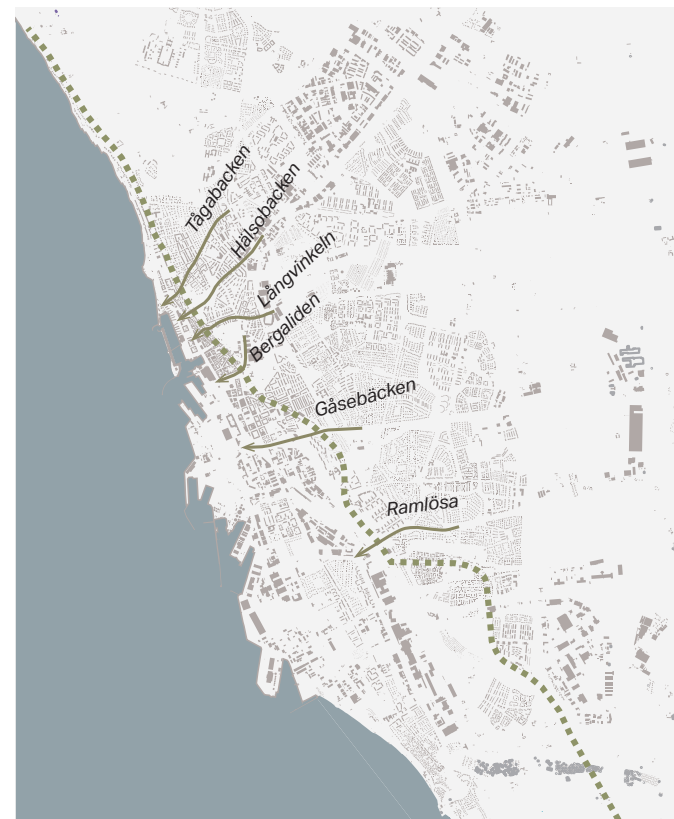 Tågabacken
Hälsobacken
Långvinkeln
Bergaliden
Gåsebäcken
Ramlösa